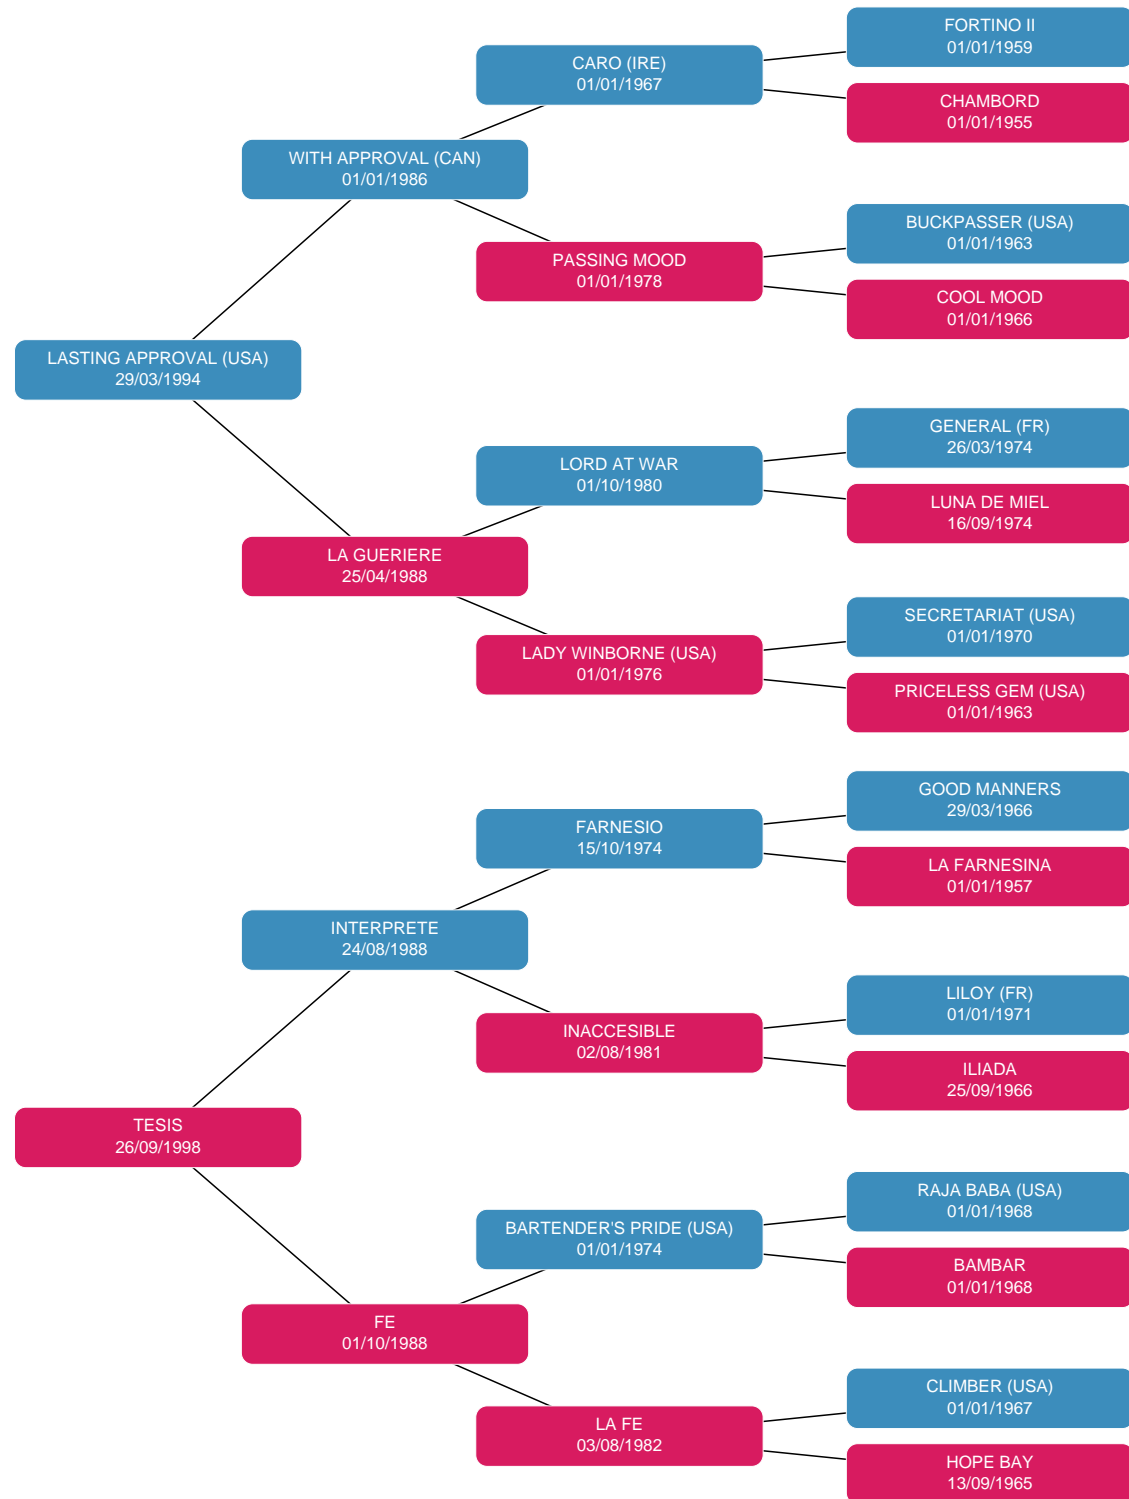 FORTINO II
01/01/1959
CARO (IRE)
01/01/1967
CHAMBORD
01/01/1955
WITH APPROVAL (CAN)
01/01/1986
BUCKPASSER (USA)
01/01/1963
PASSING MOOD
01/01/1978
COOL MOOD
01/01/1966
LASTING APPROVAL (USA)
29/03/1994
GENERAL (FR)
26/03/1974
LORD AT WAR
01/10/1980
LUNA DE MIEL
16/09/1974
LA GUERIERE
25/04/1988
SECRETARIAT (USA)
01/01/1970
LADY WINBORNE (USA)
01/01/1976
PRICELESS GEM (USA)
01/01/1963
GOOD MANNERS
29/03/1966
FARNESIO
15/10/1974
LA FARNESINA
01/01/1957
INTERPRETE
24/08/1988
LILOY (FR)
01/01/1971
INACCESIBLE
02/08/1981
ILIADA
25/09/1966
TESIS
26/09/1998
RAJA BABA (USA)
01/01/1968
BARTENDER'S PRIDE (USA)
01/01/1974
BAMBAR
01/01/1968
FE
01/10/1988
CLIMBER (USA)
01/01/1967
LA FE
03/08/1982
HOPE BAY
13/09/1965